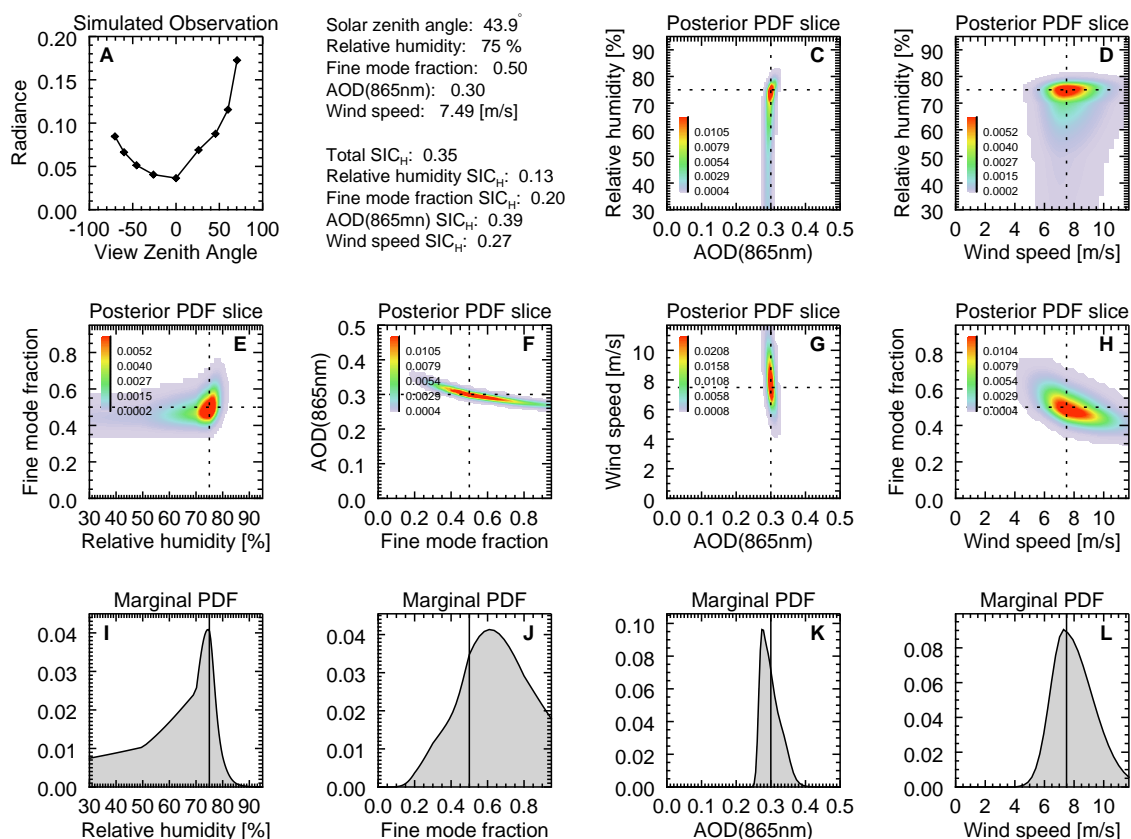 Simulated Observation
A
0.20
0.15
0.10
0.05
0.00
Radiance
-100 -50 0 50 100
View Zenith Angle
Solar zenith angle: 43.9°
Relative humidity: 75 %
Fine mode fraction: 0.50
AOD(865nm): 0.30
Wind speed: 7.49 [m/s]
Total SIC_H: 0.35
Relative humidity SIC_H: 0.13
Fine mode fraction SIC_H: 0.20
AOD(865mn) SIC_H: 0.39
Wind speed SIC_H: 0.27
Posterior PDF slice
C
90
80
70
60
50
40
30
Relative humidity [%]
0.0105
0.0079
0.0054
0.0029
0.0004
0.0 0.1 0.2 0.3 0.4 0.5
AOD(865nm)
Posterior PDF slice
D
90
80
70
60
50
40
30
Relative humidity [%]
0.0052
0.0040
0.0027
0.0015
0.0002
0 2 4 6 8 10
Wind speed [m/s]
Posterior PDF slice
E
0.8
0.6
0.4
0.2
0.0
Fine mode fraction
0.0052
0.0040
0.0027
0.0015
0.0002
30 40 50 60 70 80 90
Relative humidity [%]
Posterior PDF slice
F
0.5
0.4
0.3
0.2
0.1
0.0
AOD(865nm)
0.0105
0.0079
0.0054
0.0029
0.0004
0.0 0.2 0.4 0.6 0.8
Fine mode fraction
Posterior PDF slice
G
10
8
6
4
2
0
Wind speed [m/s]
0.0208
0.0158
0.0108
0.0058
0.0008
0.0 0.1 0.2 0.3 0.4 0.5
AOD(865nm)
Posterior PDF slice
H
0.8
0.6
0.4
0.2
0.0
Fine mode fraction
0.0104
0.0079
0.0054
0.0029
0.0004
0 2 4 6 8 10
Wind speed [m/s]
Marginal PDF
I
0.04
0.03
0.02
0.01
0.00
30 40 50 60 70 80 90
Relative humidity [%]
Marginal PDF
J
0.04
0.03
0.02
0.01
0.00
0.0 0.2 0.4 0.6 0.8
Fine mode fraction
Marginal PDF
K
0.10
0.08
0.06
0.04
0.02
0.00
0.0 0.1 0.2 0.3 0.4 0.5
AOD(865nm)
Marginal PDF
L
0.08
0.06
0.04
0.02
0.00
0 2 4 6 8 10
Wind speed [m/s]